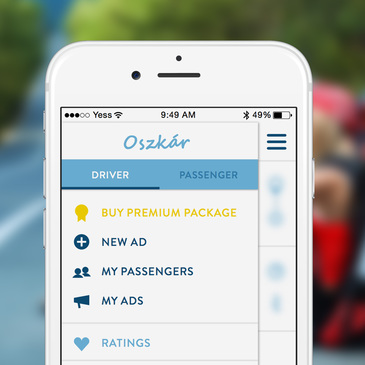 Yess 9:49 AM 49%
Oszkár
DRIVER PASSENGER
BUY PREMIUM PACKAGE
NEW AD
MY PASSENGERS
MY ADS
RATINGS